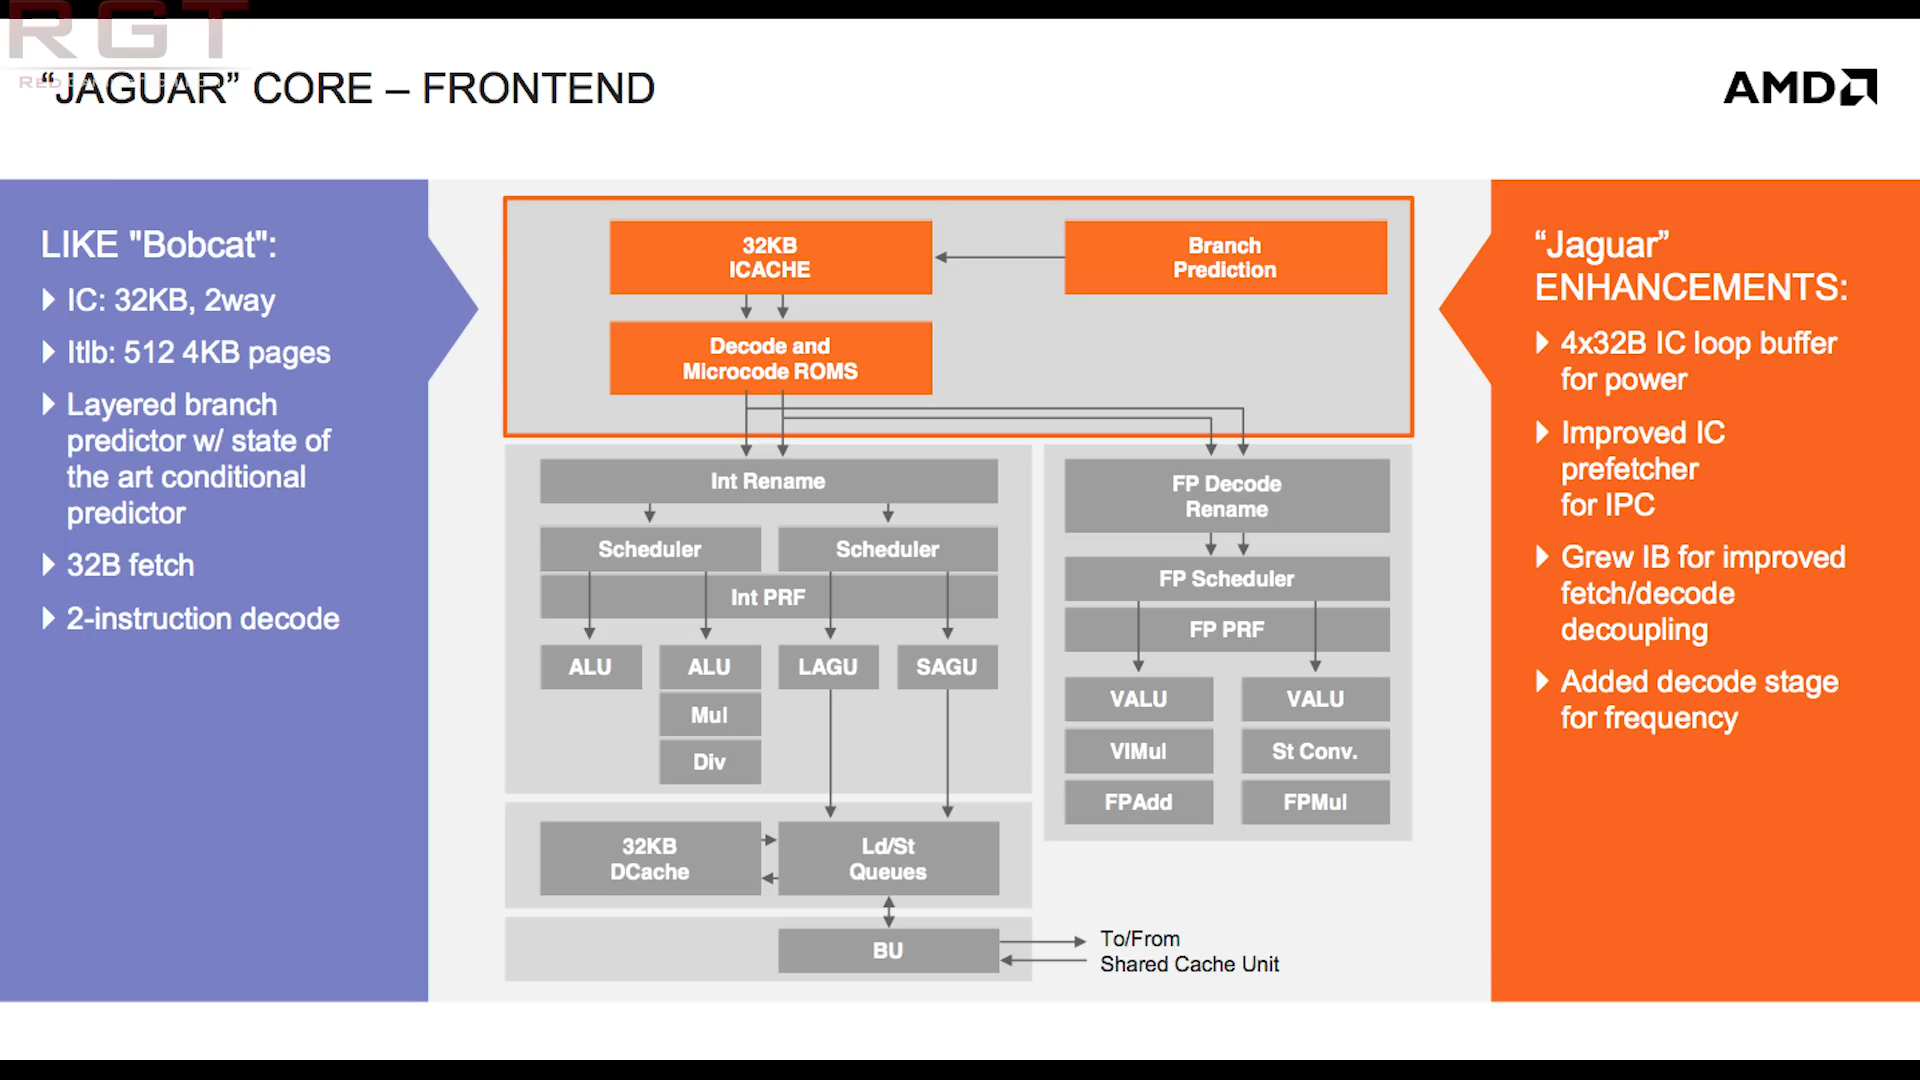 RGT
"JAGUAR" CORE – FRONTEND
AMD
LIKE "Bobcat":
IC: 32KB, 2way
Itlb: 512 4KB pages
Layered branch
predictor w/ state of
the art conditional
predictor
32B fetch
2-instruction decode
32KB
ICACHE
Branch
Prediction
Decode and
Microcode ROMS
Int Rename
Scheduler
Scheduler
Int PRF
ALU
ALU
LAGU
SAGU
Mul
Div
FP Decode
Rename
FP Scheduler
FP PRF
VALU
VALU
VIMul
St Conv.
FPAdd
FPMul
32KB
DCache
Ld/St
Queues
BU
To/From
Shared Cache Unit
“Jaguar”
ENHANCEMENTS:
4x32B IC loop buffer
for power
Improved IC
prefetcher
for IPC
Grew IB for improved
fetch/decode
decoupling
Added decode stage
for frequency